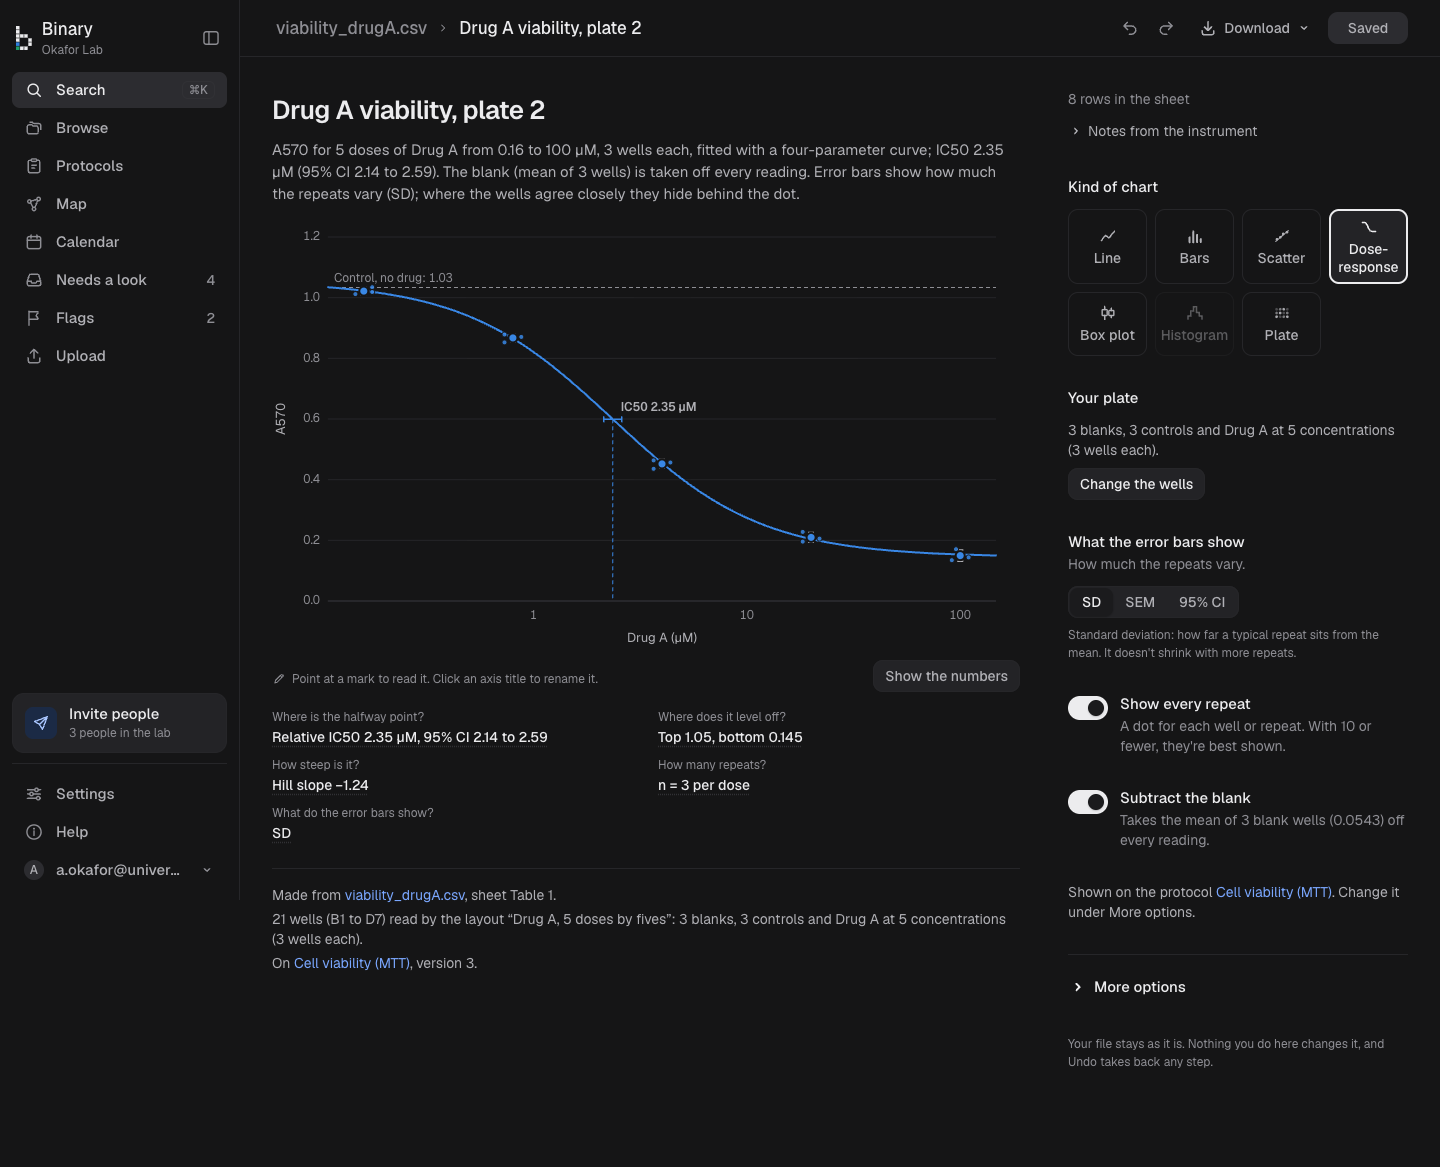 Binary
Okafor Lab
Search ⌘K
Browse
Protocols
Map
Calendar
Needs a look 4
Flags 2
Upload
Invite people
3 people in the lab
Settings
Help
A a.okafor@univer...
viability_drugA.csv › Drug A viability, plate 2
Download
Saved
Drug A viability, plate 2
A570 for 5 doses of Drug A from 0.16 to 100 µM, 3 wells each, fitted with a four-parameter curve; IC50 2.35
µM (95% CI 2.14 to 2.59). The blank (mean of 3 wells) is taken off every reading. Error bars show how much
the repeats vary (SD); where the wells agree closely they hide behind the dot.
1.2
Control, no drug: 1.03
1.0
0.8
IC50 2.35 µM
0.6
A570
0.4
0.2
0.0
1 10 100
Drug A (µM)
Point at a mark to read it. Click an axis title to rename it.
Show the numbers
Where is the halfway point?
Relative IC50 2.35 µM, 95% CI 2.14 to 2.59
Where does it level off?
Top 1.05, bottom 0.145
How steep is it?
Hill slope −1.24
How many repeats?
n = 3 per dose
What do the error bars show?
SD
Made from viability_drugA.csv, sheet Table 1.
21 wells (B1 to D7) read by the layout “Drug A, 5 doses by fives”: 3 blanks, 3 controls and Drug A at 5 concentrations
(3 wells each).
On Cell viability (MTT), version 3.
8 rows in the sheet
Notes from the instrument
Kind of chart
Line
Bars
Scatter
Dose-
response
Box plot
Histogram
Plate
Your plate
3 blanks, 3 controls and Drug A at 5 concentrations
(3 wells each).
Change the wells
What the error bars show
How much the repeats vary.
SD SEM 95% CI
Standard deviation: how far a typical repeat sits from the
mean. It doesn't shrink with more repeats.
Show every repeat
A dot for each well or repeat. With 10 or
fewer, they're best shown.
Subtract the blank
Takes the mean of 3 blank wells (0.0543) off
every reading.
Shown on the protocol Cell viability (MTT). Change it
under More options.
More options
Your file stays as it is. Nothing you do here changes it, and
Undo takes back any step.